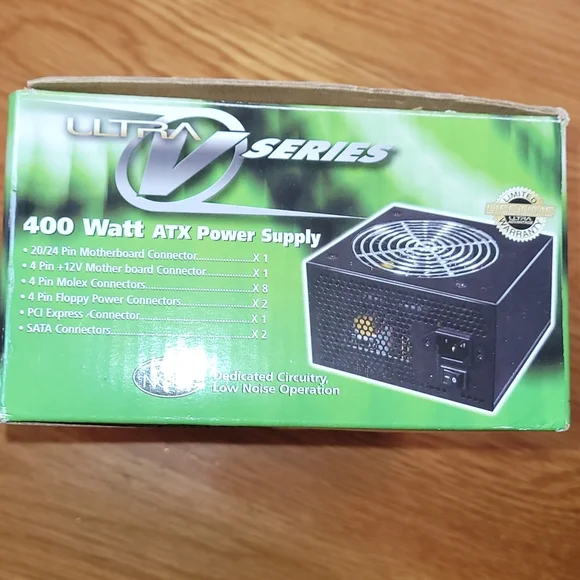 ULTRA
V SERIES
400 Watt ATX Power Supply
• 20/24 Pin Motherboard Connector..................X 1
• 4 Pin +12V Mother board Connector..............X 1
• 4 Pin Molex Connectors................................X 8
• 4 Pin Floppy Power Connectors....................X 2
• PCI Express Connector.................................X 1
• SATA Connectors..........................................X 2
Dedicated Circuitry,
Low Noise Operation
LIMITED
ULTRA
WARRANTY